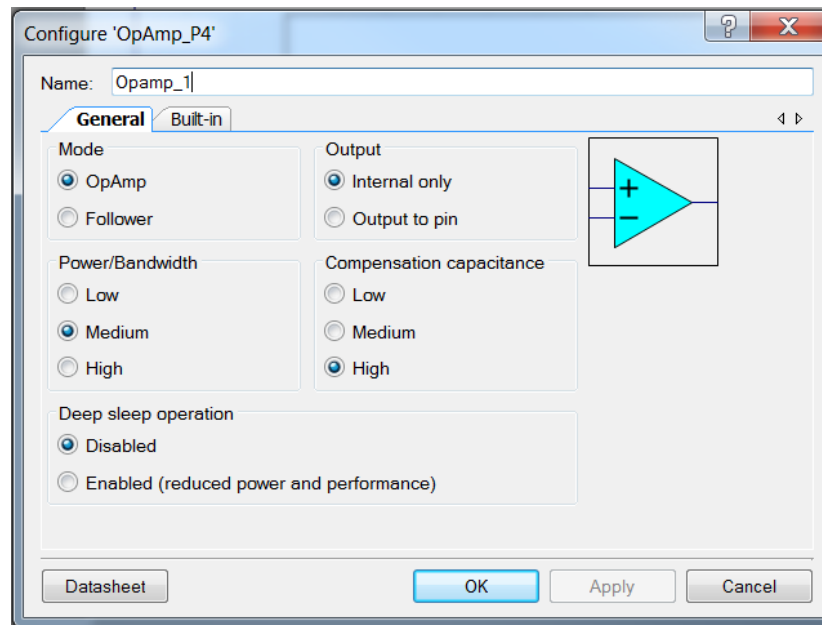 Configure 'OpAmp_P4'
Name: Opamp_1
General Built-in
Mode
OpAmp
Follower
Output
Internal only
Output to pin
Power/Bandwidth
Low
Medium
High
Compensation capacitance
Low
Medium
High
Deep sleep operation
Disabled
Enabled (reduced power and performance)
Datasheet OK Apply Cancel